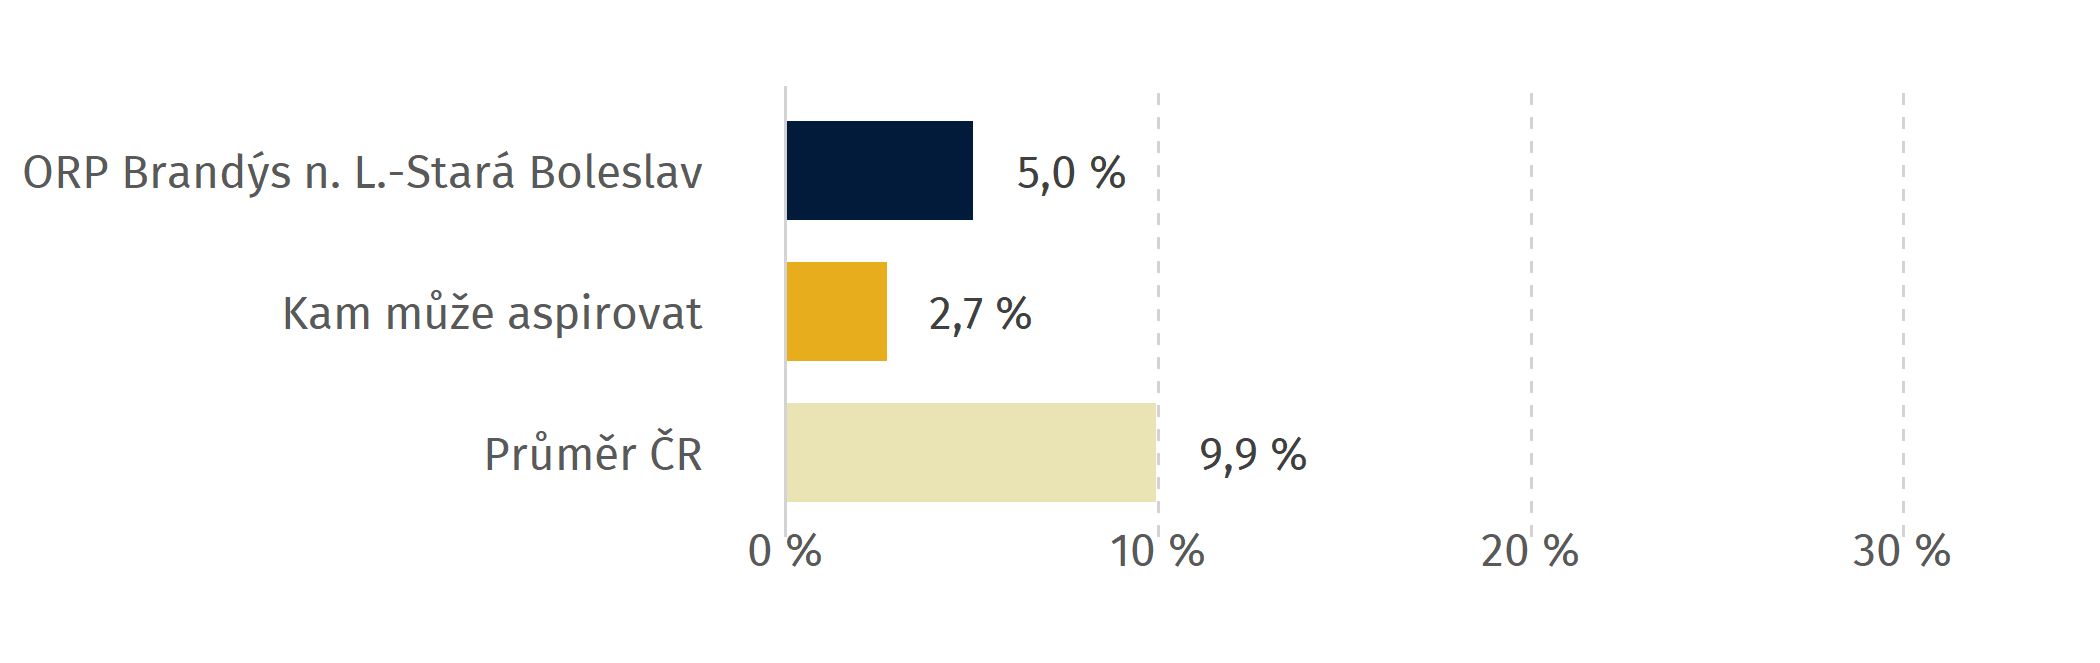 ORP Brandýs n. L.-Stará Boleslav 5,0 %
Kam může aspirovat 2,7 %
Průměr ČR 9,9 %
0 % 10 % 20 % 30 %